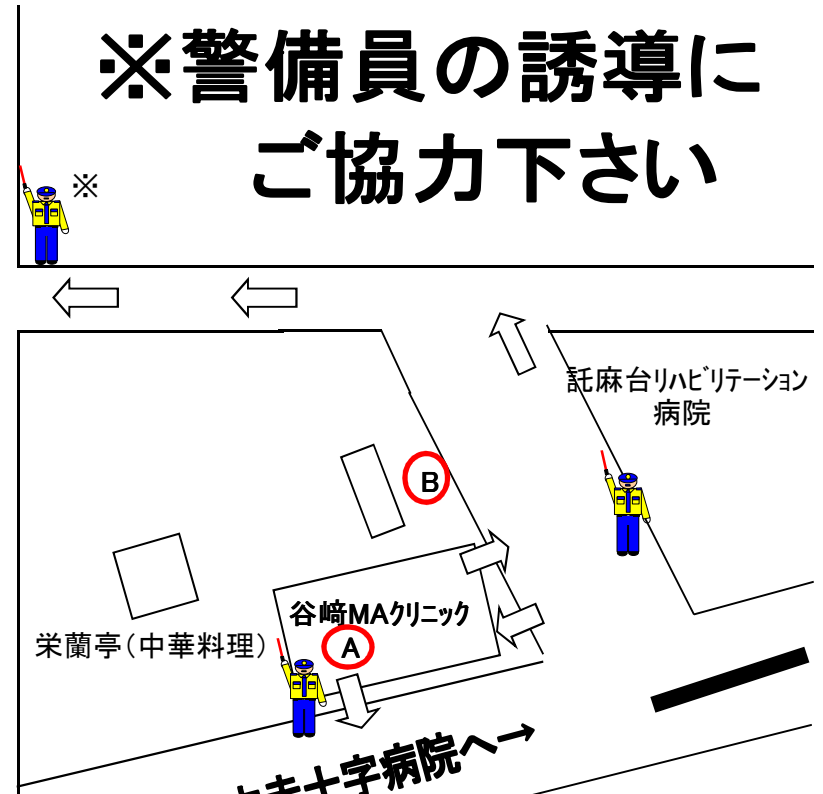 ※警備員の誘導に
ご協力下さい
※
託麻台リハビリテーション
病院
B
谷﨑MAクリニック
栄蘭亭(中華料理)
A
十字病院へ→